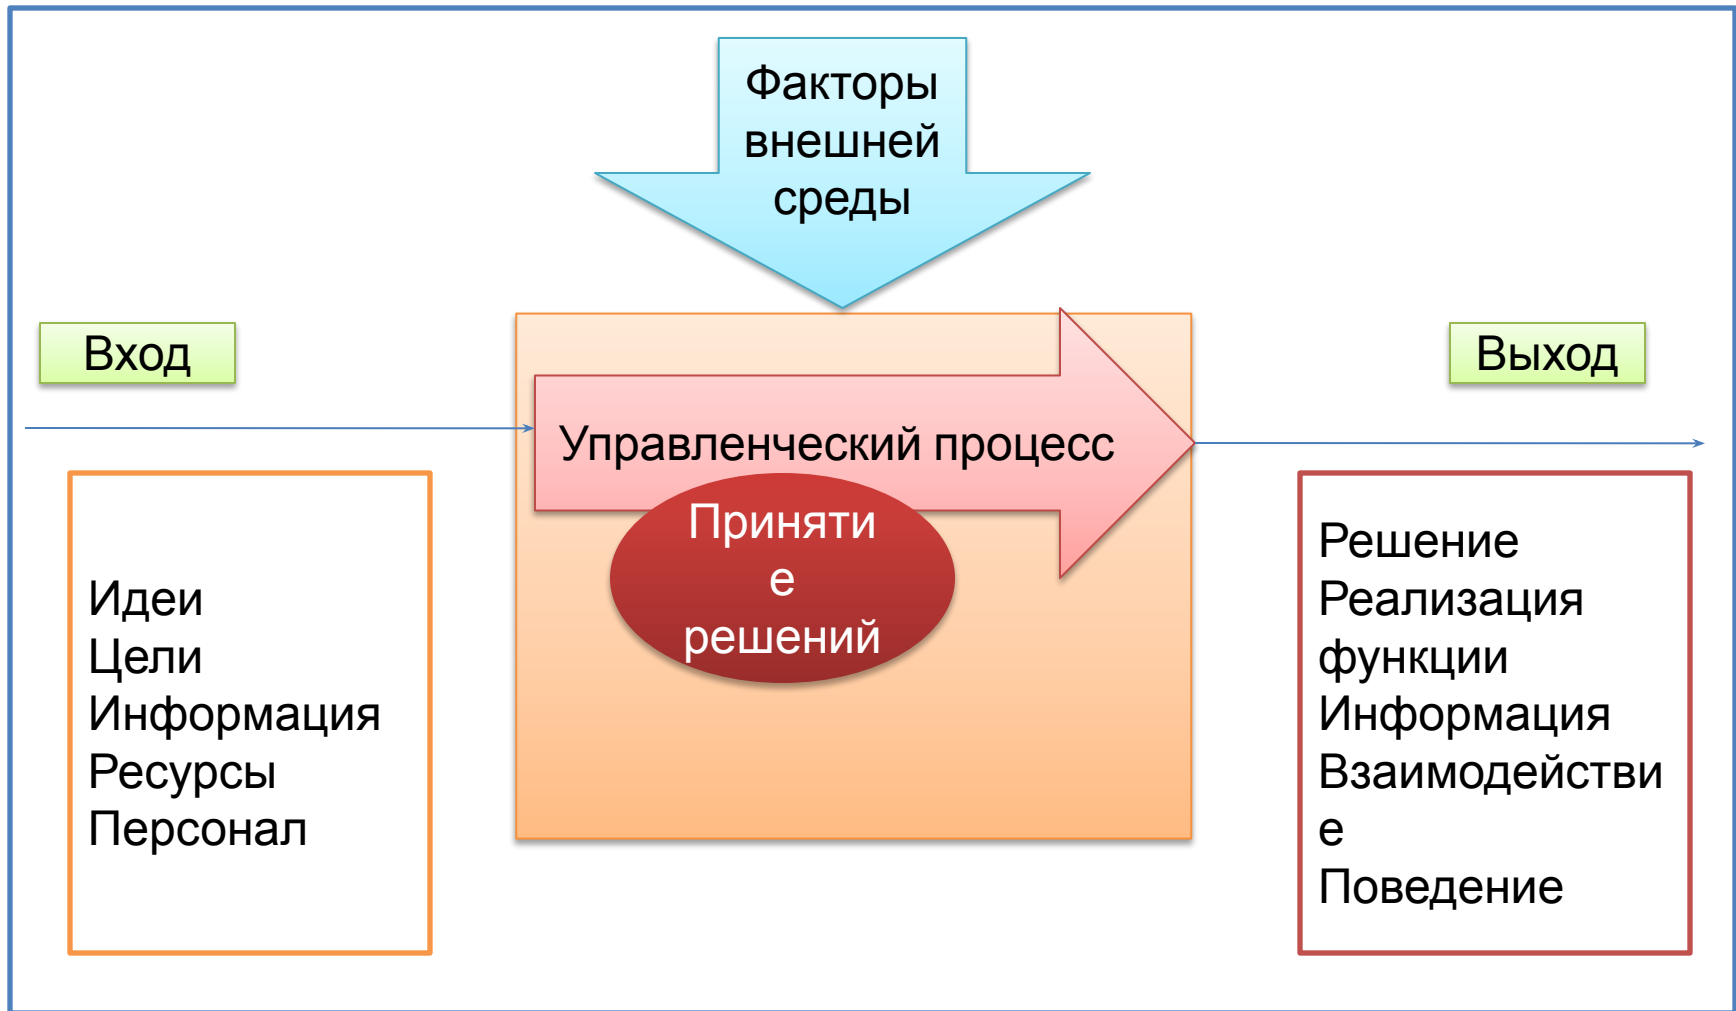 Факторы
внешней
среды
Вход
Выход
Управленческий процесс
Приняти
е
решений
Идеи
Цели
Информация
Ресурсы
Персонал
Решение
Реализация
функции
Информация
Взаимодействи
е
Поведение